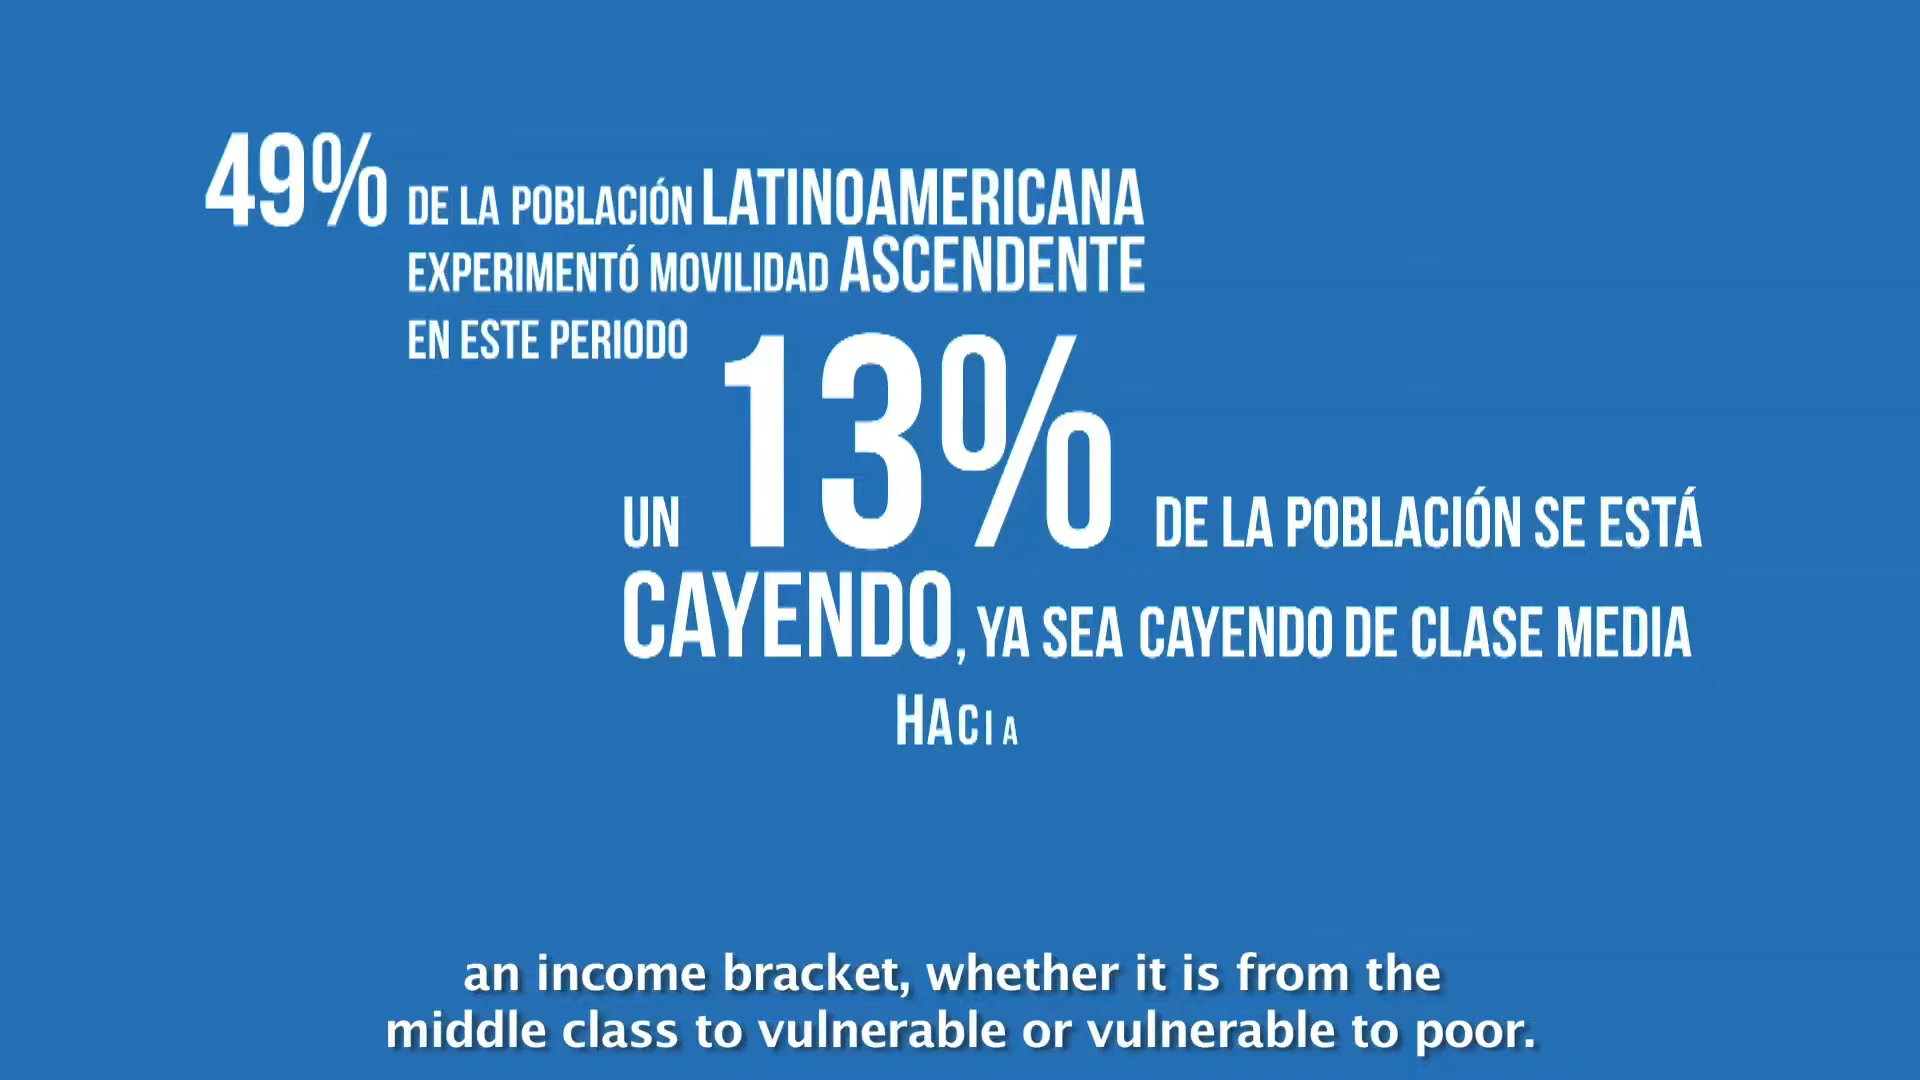 49% DE LA POBLACIÓN LATINOAMERICANA
EXPERIMENTÓ MOVILIDAD ASCENDENTE
EN ESTE PERIODO
UN 13% DE LA POBLACIÓN SE ESTÁ
CAYENDO, YA SEA CAYENDO DE CLASE MEDIA
HACIA
an income bracket, whether it is from the
middle class to vulnerable or vulnerable to poor.